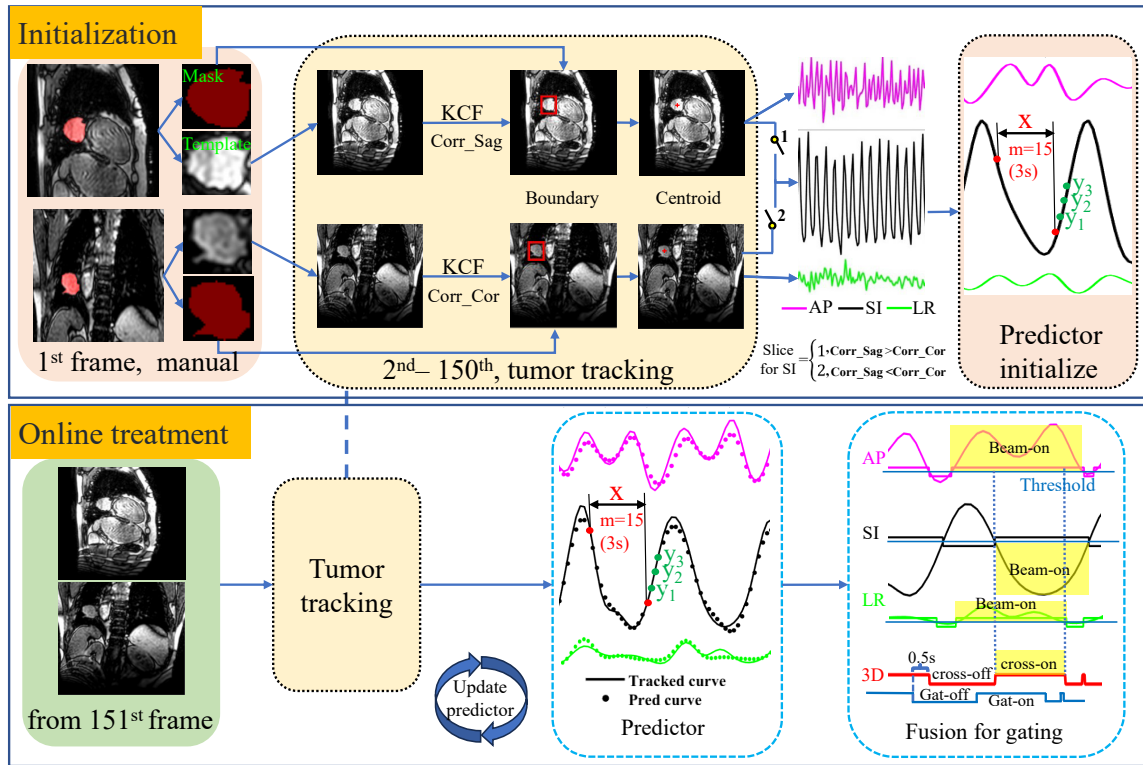 Initialization
Mask
Template
1st frame, manual
KCF
Corr_Sag
Boundary
Centroid
KCF
Corr_Cor
2nd– 150th, tumor tracking
1
2
AP SI LR
Slice for SI = { 1, Corr_Sag>Corr_Cor
2, Corr_Sag<Corr_Cor
X
m=15
(3s)
y3
y2
y1
Predictor
initialize
Online treatment
from 151st frame
Tumor
tracking
Update
predictor
X
m=15
(3s)
y3
y2
y1
Tracked curve
Pred curve
Predictor
AP
Beam-on
Threshold
SI
Beam-on
LR
Beam-on
0.5s
cross-on
3D
cross-off
Gat-off
Gat-on
Fusion for gating